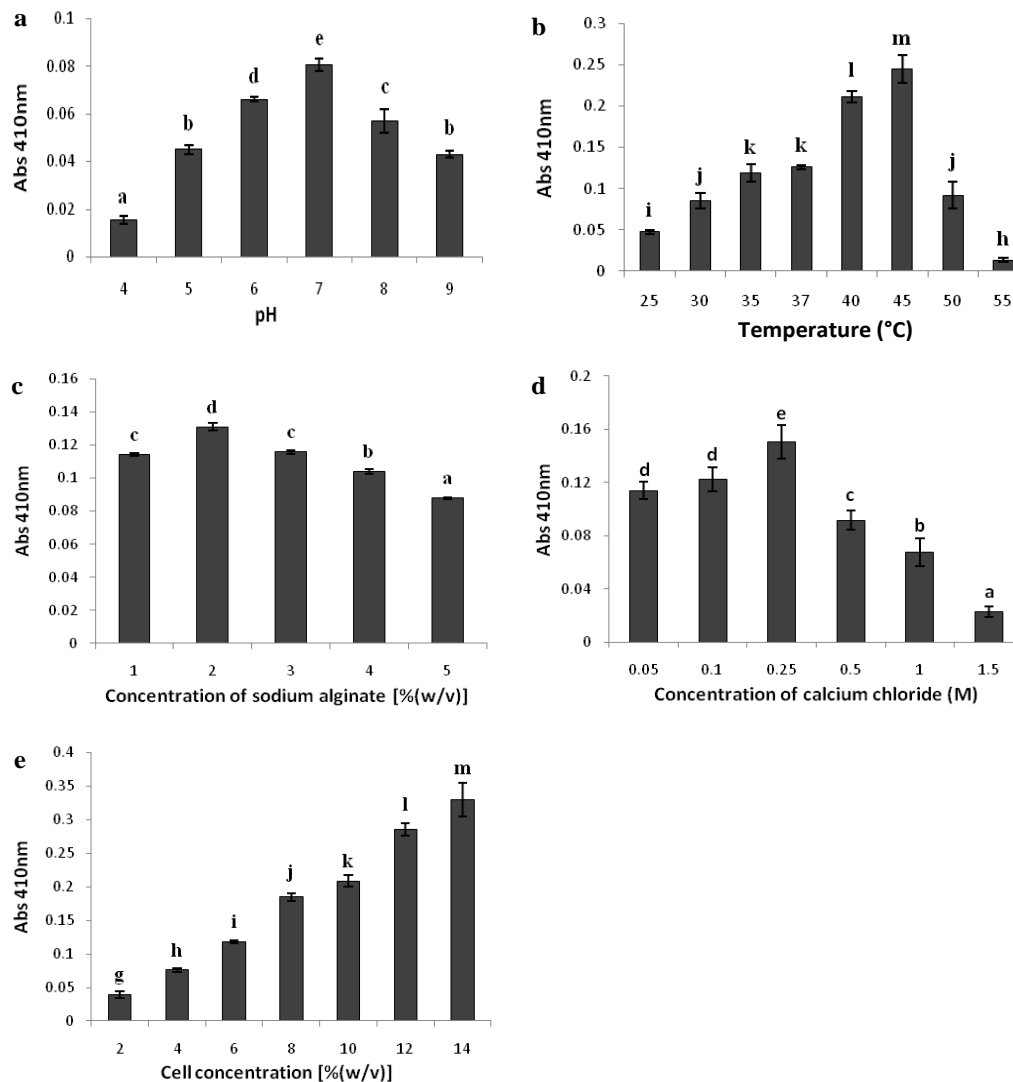 a
0.1
0.08
0.06
0.04
0.02
0
Abs 410nm
a
b
d
e
c
b
4 5 6 7 8 9
pH
b
0.3
0.25
0.2
0.15
0.1
0.05
0
Abs 410nm
i
j
k
k
l
m
j
h
25 30 35 37 40 45 50 55
Temperature (°C)
c
0.16
0.14
0.12
0.1
0.08
0.06
0.04
0.02
0
Abs 410nm
c
d
c
b
a
1 2 3 4 5
Concentration of sodium alginate [%(w/v)]
d
0.2
0.16
0.12
0.08
0.04
0
Abs 410nm
d
d
e
c
b
a
0.05 0.1 0.25 0.5 1 1.5
Concentration of calcium chloride (M)
e
0.4
0.35
0.3
0.25
0.2
0.15
0.1
0.05
0
Abs 410nm
g
h
i
j
k
l
m
2 4 6 8 10 12 14
Cell concentration [%(w/v)]